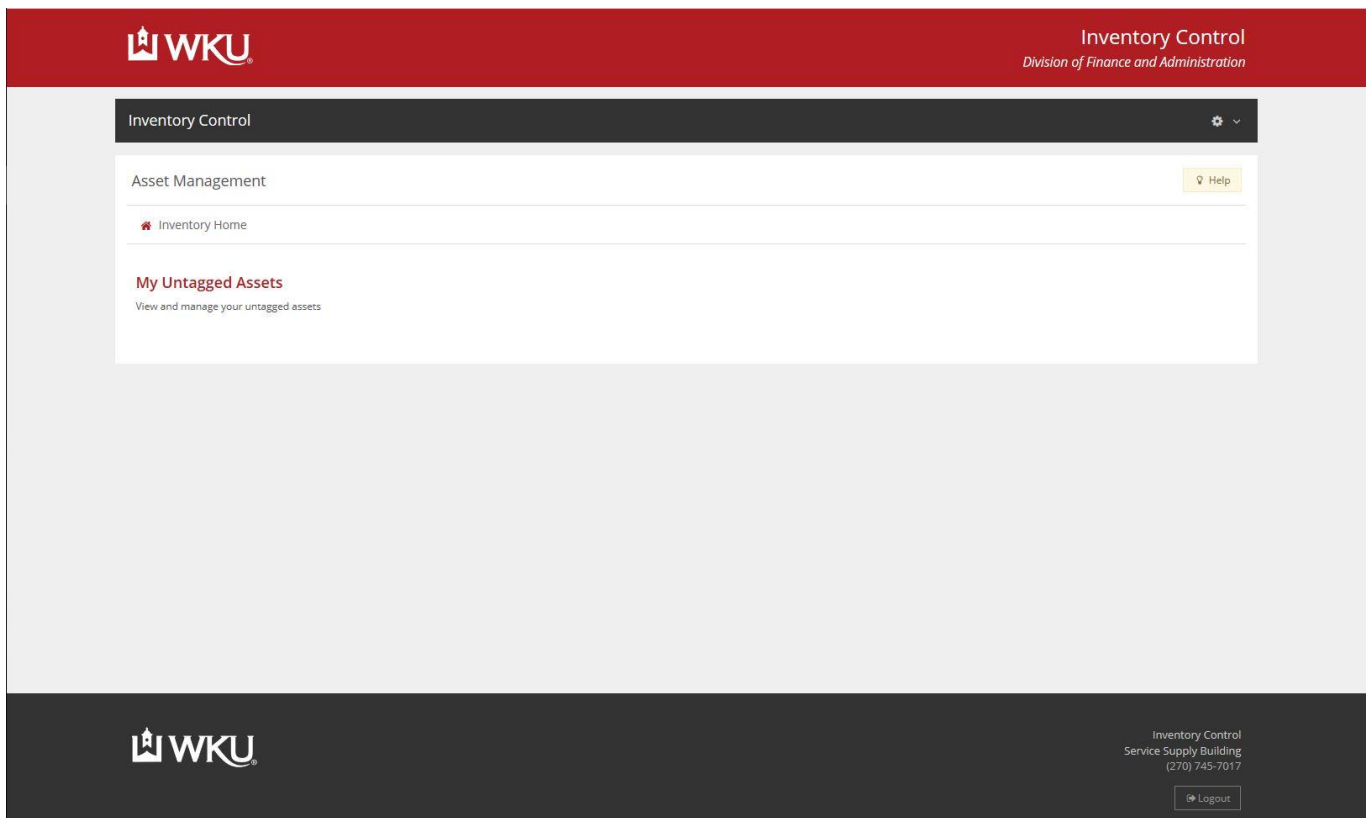 WKU
Inventory Control
Division of Finance and Administration
Inventory Control
Asset Management
Help
Inventory Home
My Untagged Assets
View and manage your untagged assets
WKU
Inventory Control
Service Supply Building
(270) 745-7017
Logout